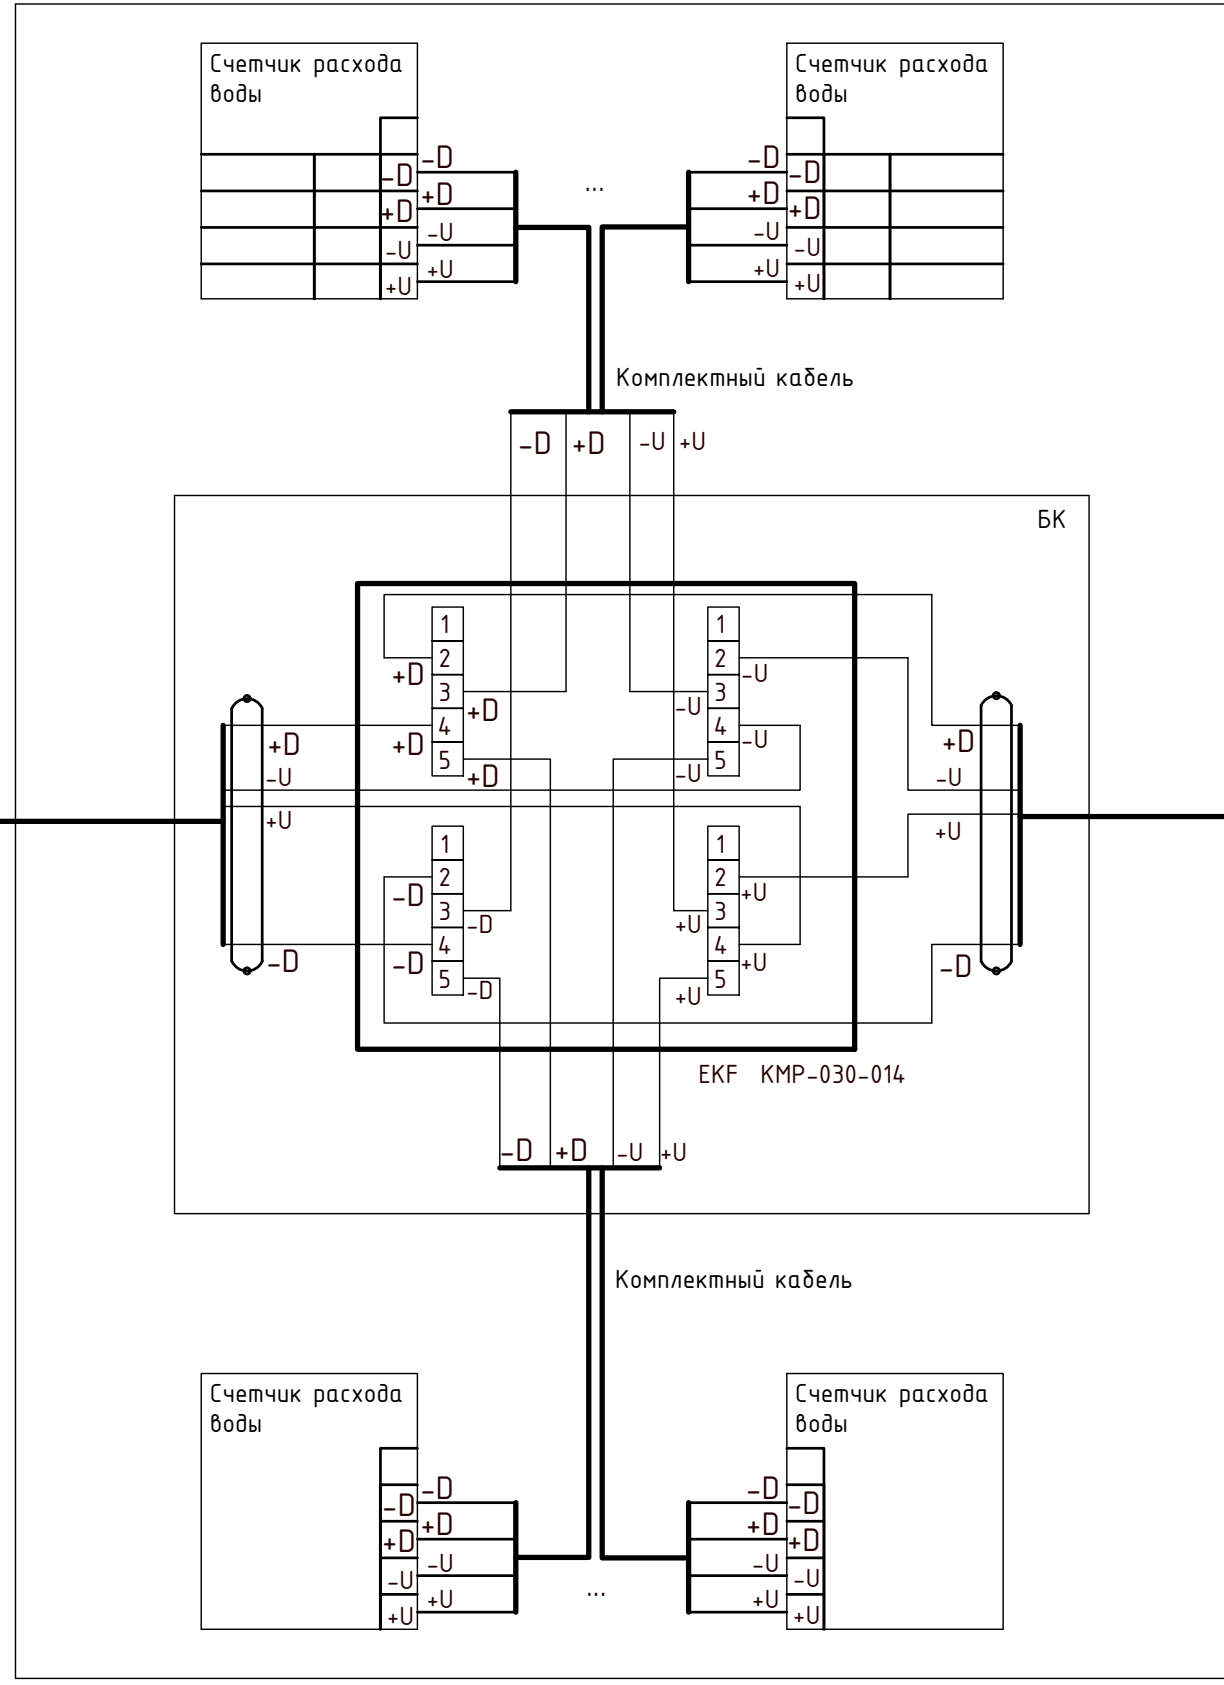 Счетчик расхода
воды
Счетчик расхода
воды
-D
-D
+D
+D
-U
-U
+U
+U
...
-D
-D
+D
+D
-U
-U
+U
+U
Комплектный кабель
-D +D -U +U
БК
1
2
3
4
5
+D
+D
+D
+D
1
2
3
4
5
-U
-U
-U
-U
+D
-U
+U
-D
+D
-U
+U
-D
1
2
3
4
5
-D
-D
-D
-D
1
2
3
4
5
+U
+U
+U
+U
EKF KMP-030-014
-D +D -U +U
Комплектный кабель
Счетчик расхода
воды
Счетчик расхода
воды
-D
-D
+D
+D
-U
-U
+U
+U
...
-D
-D
+D
+D
-U
-U
+U
+U